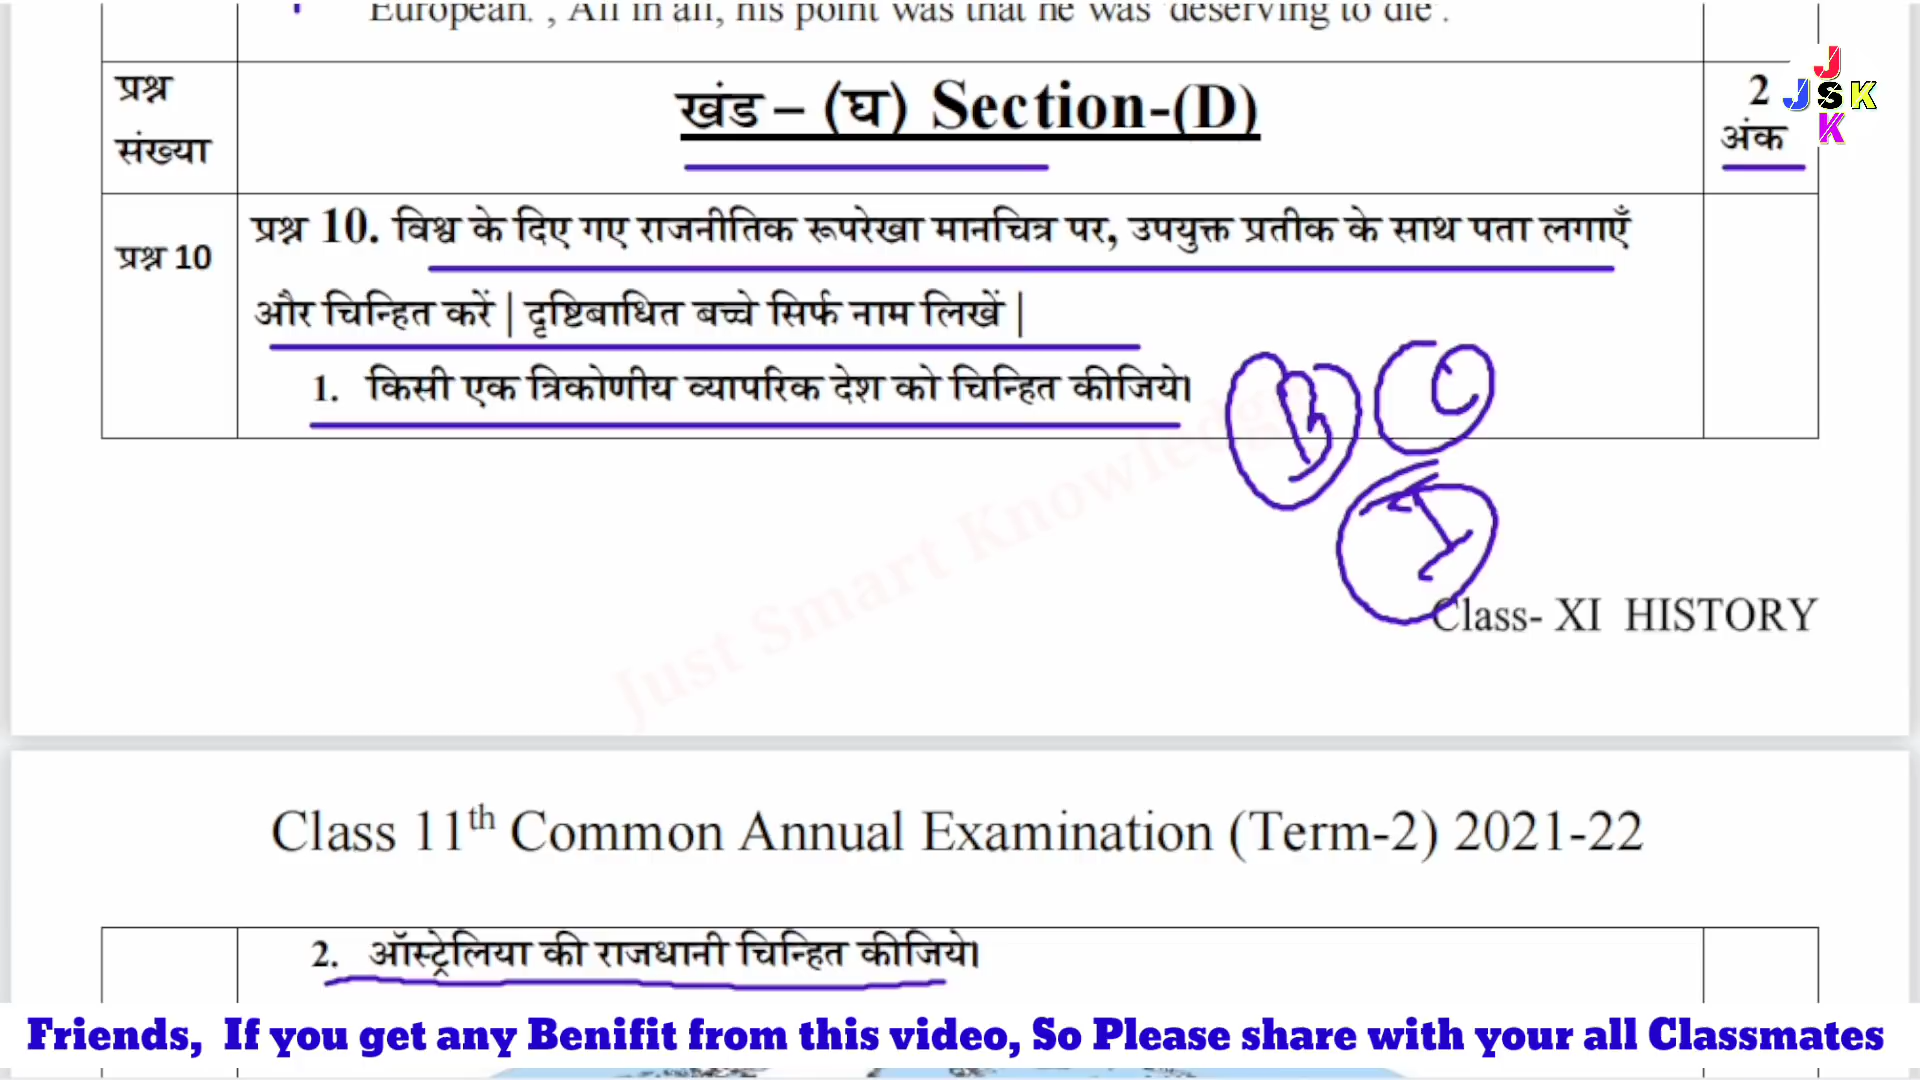 European. , All in all, his point was that he was 'deserving to die'.
प्रश्न
संख्या
खंड – (घ) Section-(D)
2
अंक
J
JSK
K
प्रश्न 10
प्रश्न 10. विश्व के दिए गए राजनीतिक रूपरेखा मानचित्र पर, उपयुक्त प्रतीक के साथ पता लगाएँ
और चिन्हित करें | दृष्टिबाधित बच्चे सिर्फ नाम लिखें |
1. किसी एक त्रिकोणीय व्यापरिक देश को चिन्हित कीजिये।
B C
I
Just Smart Knowledge
Class- XI HISTORY
Class 11th Common Annual Examination (Term-2) 2021-22
2. ऑस्ट्रेलिया की राजधानी चिन्हित कीजिये।
Friends, If you get any Benifit from this video, So Please share with your all Classmates